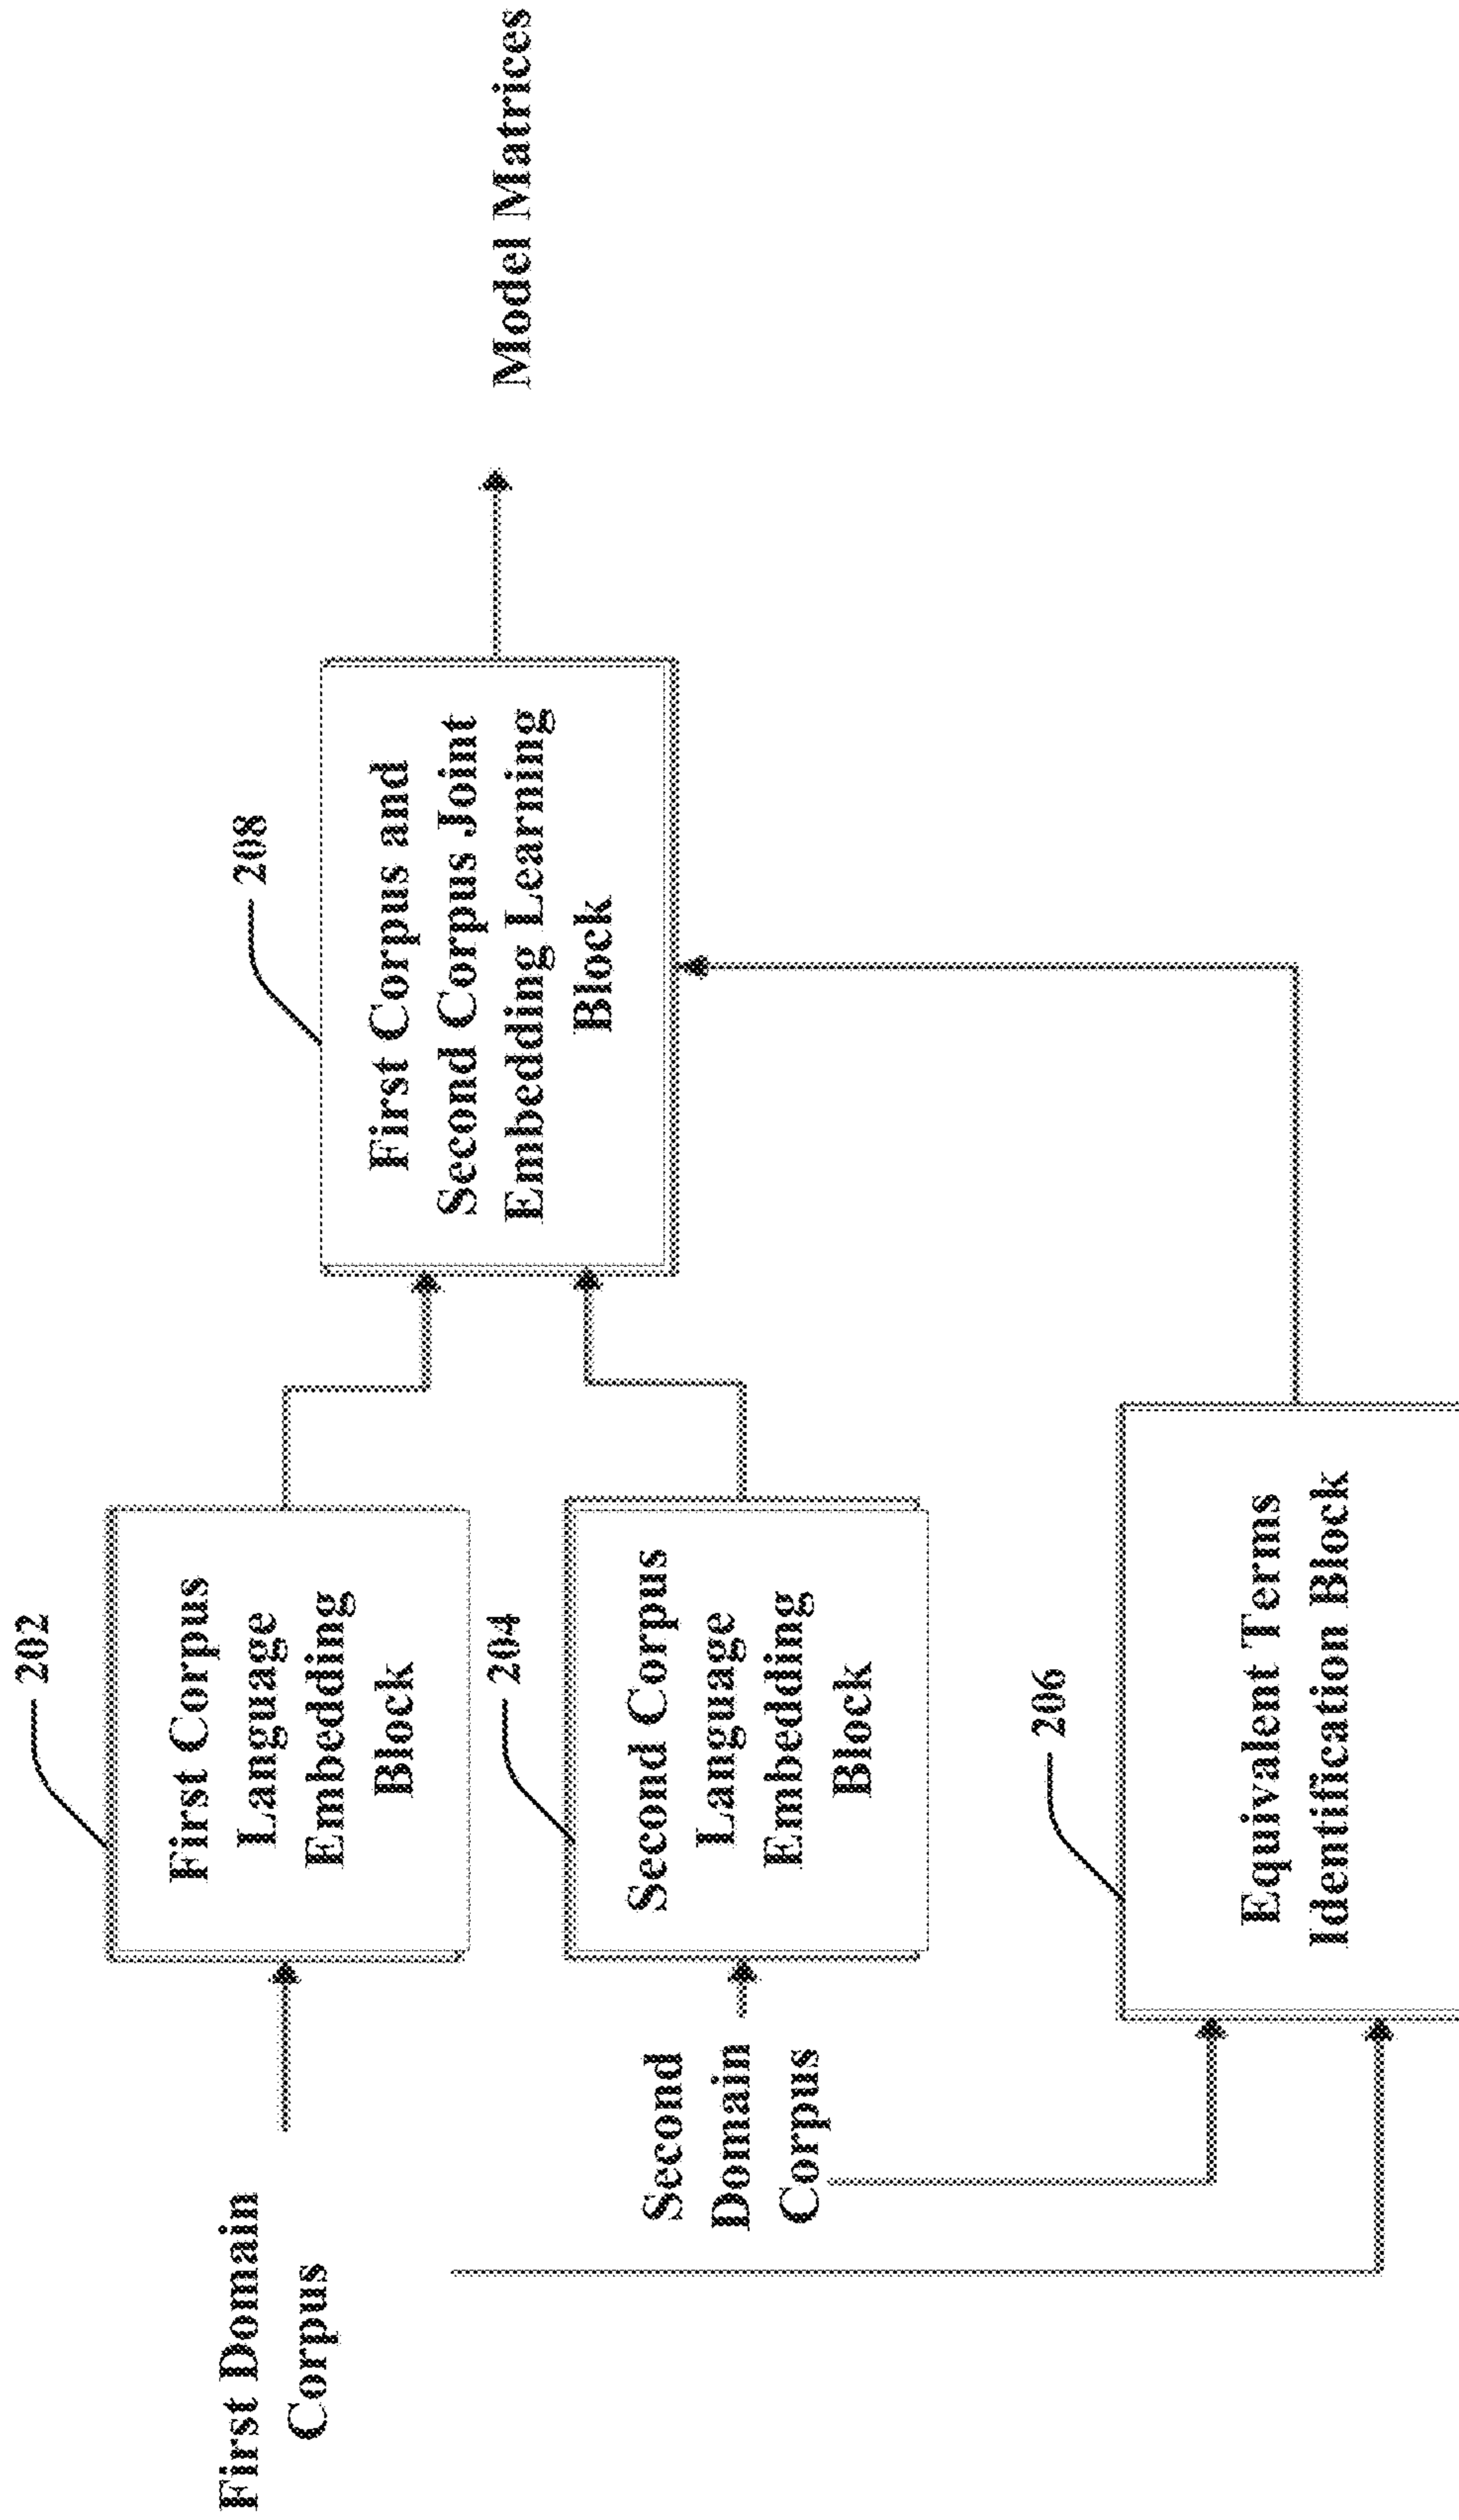 First Domain
Corpus
202
First Corpus
Language
Embedding
Block
Second
Domain
Corpus
204
Second Corpus
Language
Embedding
Block
206
Equivalent Terms
Identification Block
208
First Corpus and
Second Corpus Joint
Embedding Learning
Block
Model Matrices